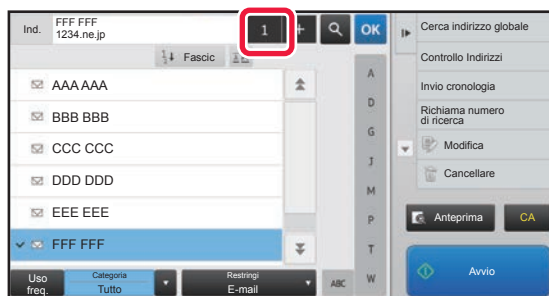 Ind.
FFF FFF
1234.ne.jp
1
+
OK
Fascic
AAA AAA
BBB BBB
CCC CCC
DDD DDD
EEE EEE
FFF FFF
A
D
G
J
M
P
T
W
ABC
Uso
freq.
Categoria
Tutto
Restringi
E-mail
Cerca indirizzo globale
Controllo Indirizzi
Invio cronologia
Richiama numero
di ricerca
Modifica
Cancellare
Anteprima
CA
Avvio